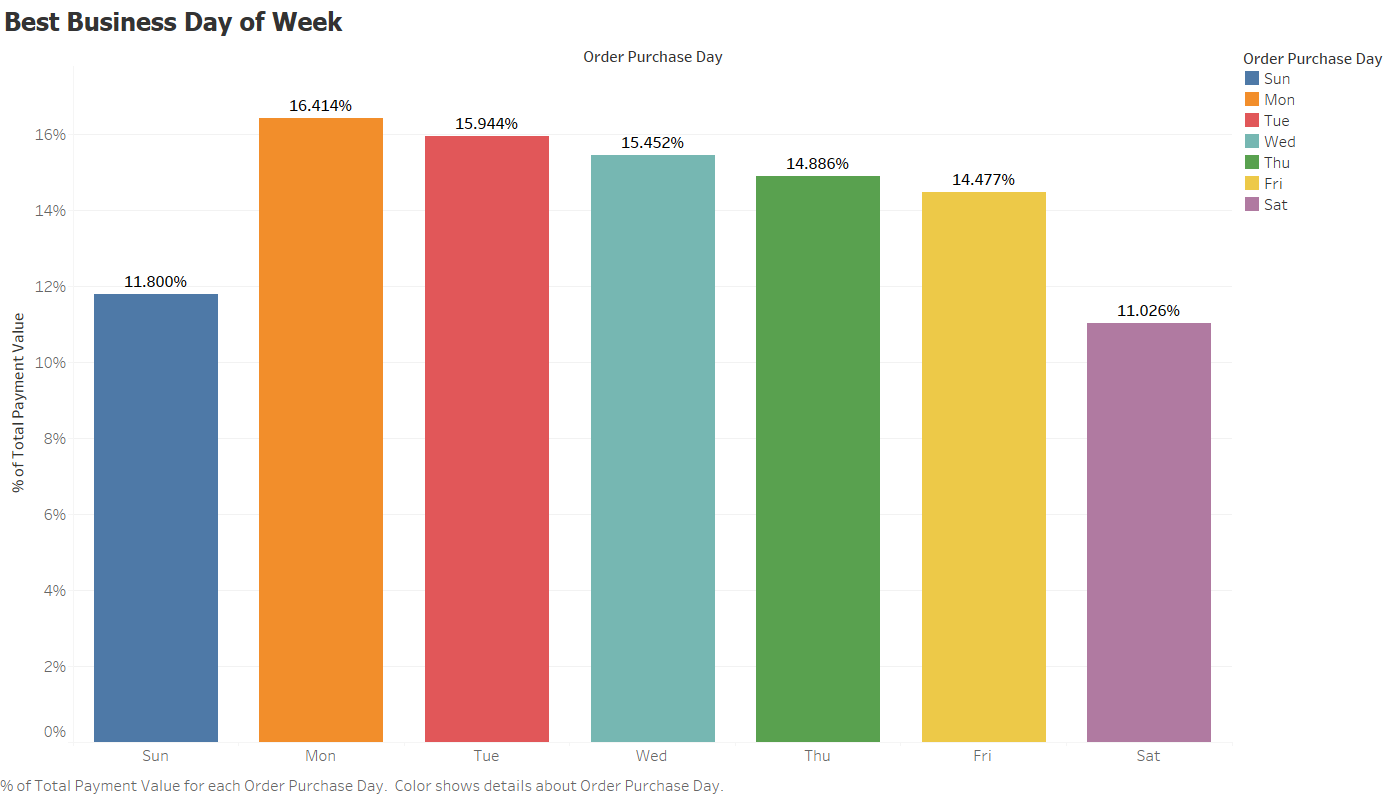 Best Business Day of Week
Order Purchase Day
Order Purchase Day
Sun
Mon
Tue
Wed
Thu
Fri
Sat
% of Total Payment Value
16%
14%
12%
10%
8%
6%
4%
2%
0%
11.800%
16.414%
15.944%
15.452%
14.886%
14.477%
11.026%
Sun Mon Tue Wed Thu Fri Sat
% of Total Payment Value for each Order Purchase Day.  Color shows details about Order Purchase Day.